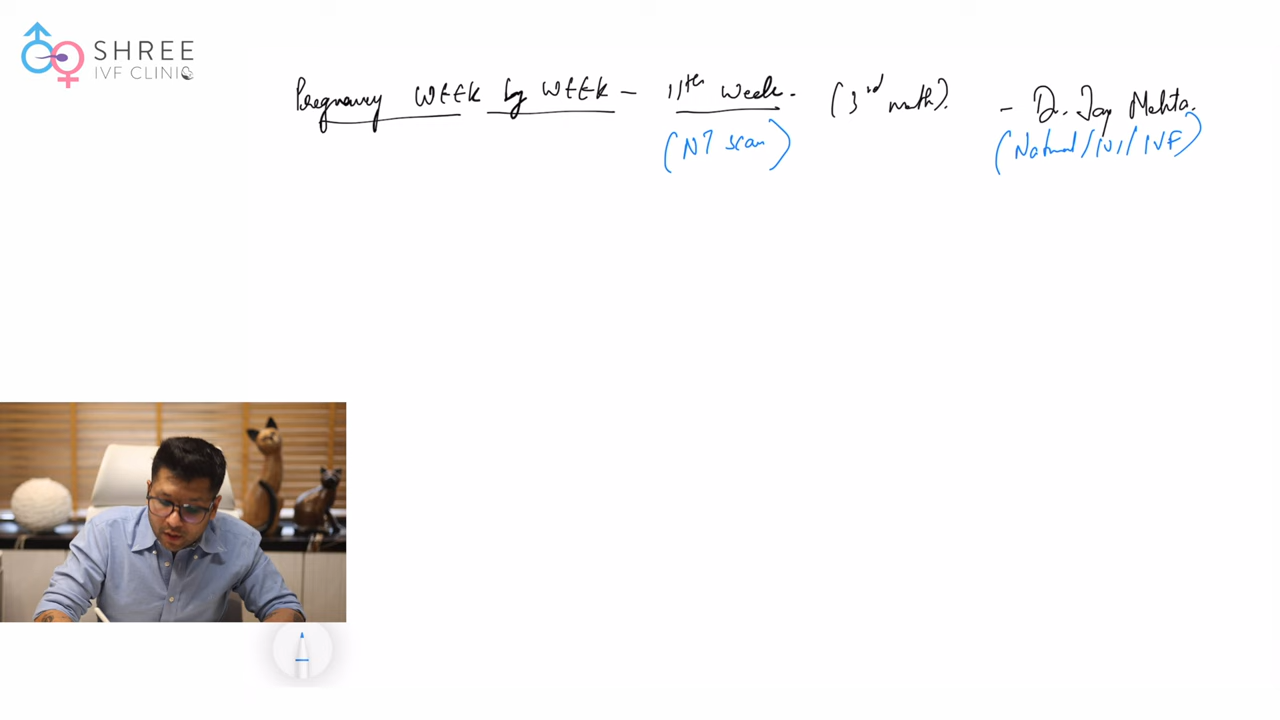 SHREE
IVF CLINIC
Pregnancy WEEK by WEEK - 11th Week. (3rd month). - Dr. Jay Mehta.
(NT scan) (Natural/IUI/IVF)